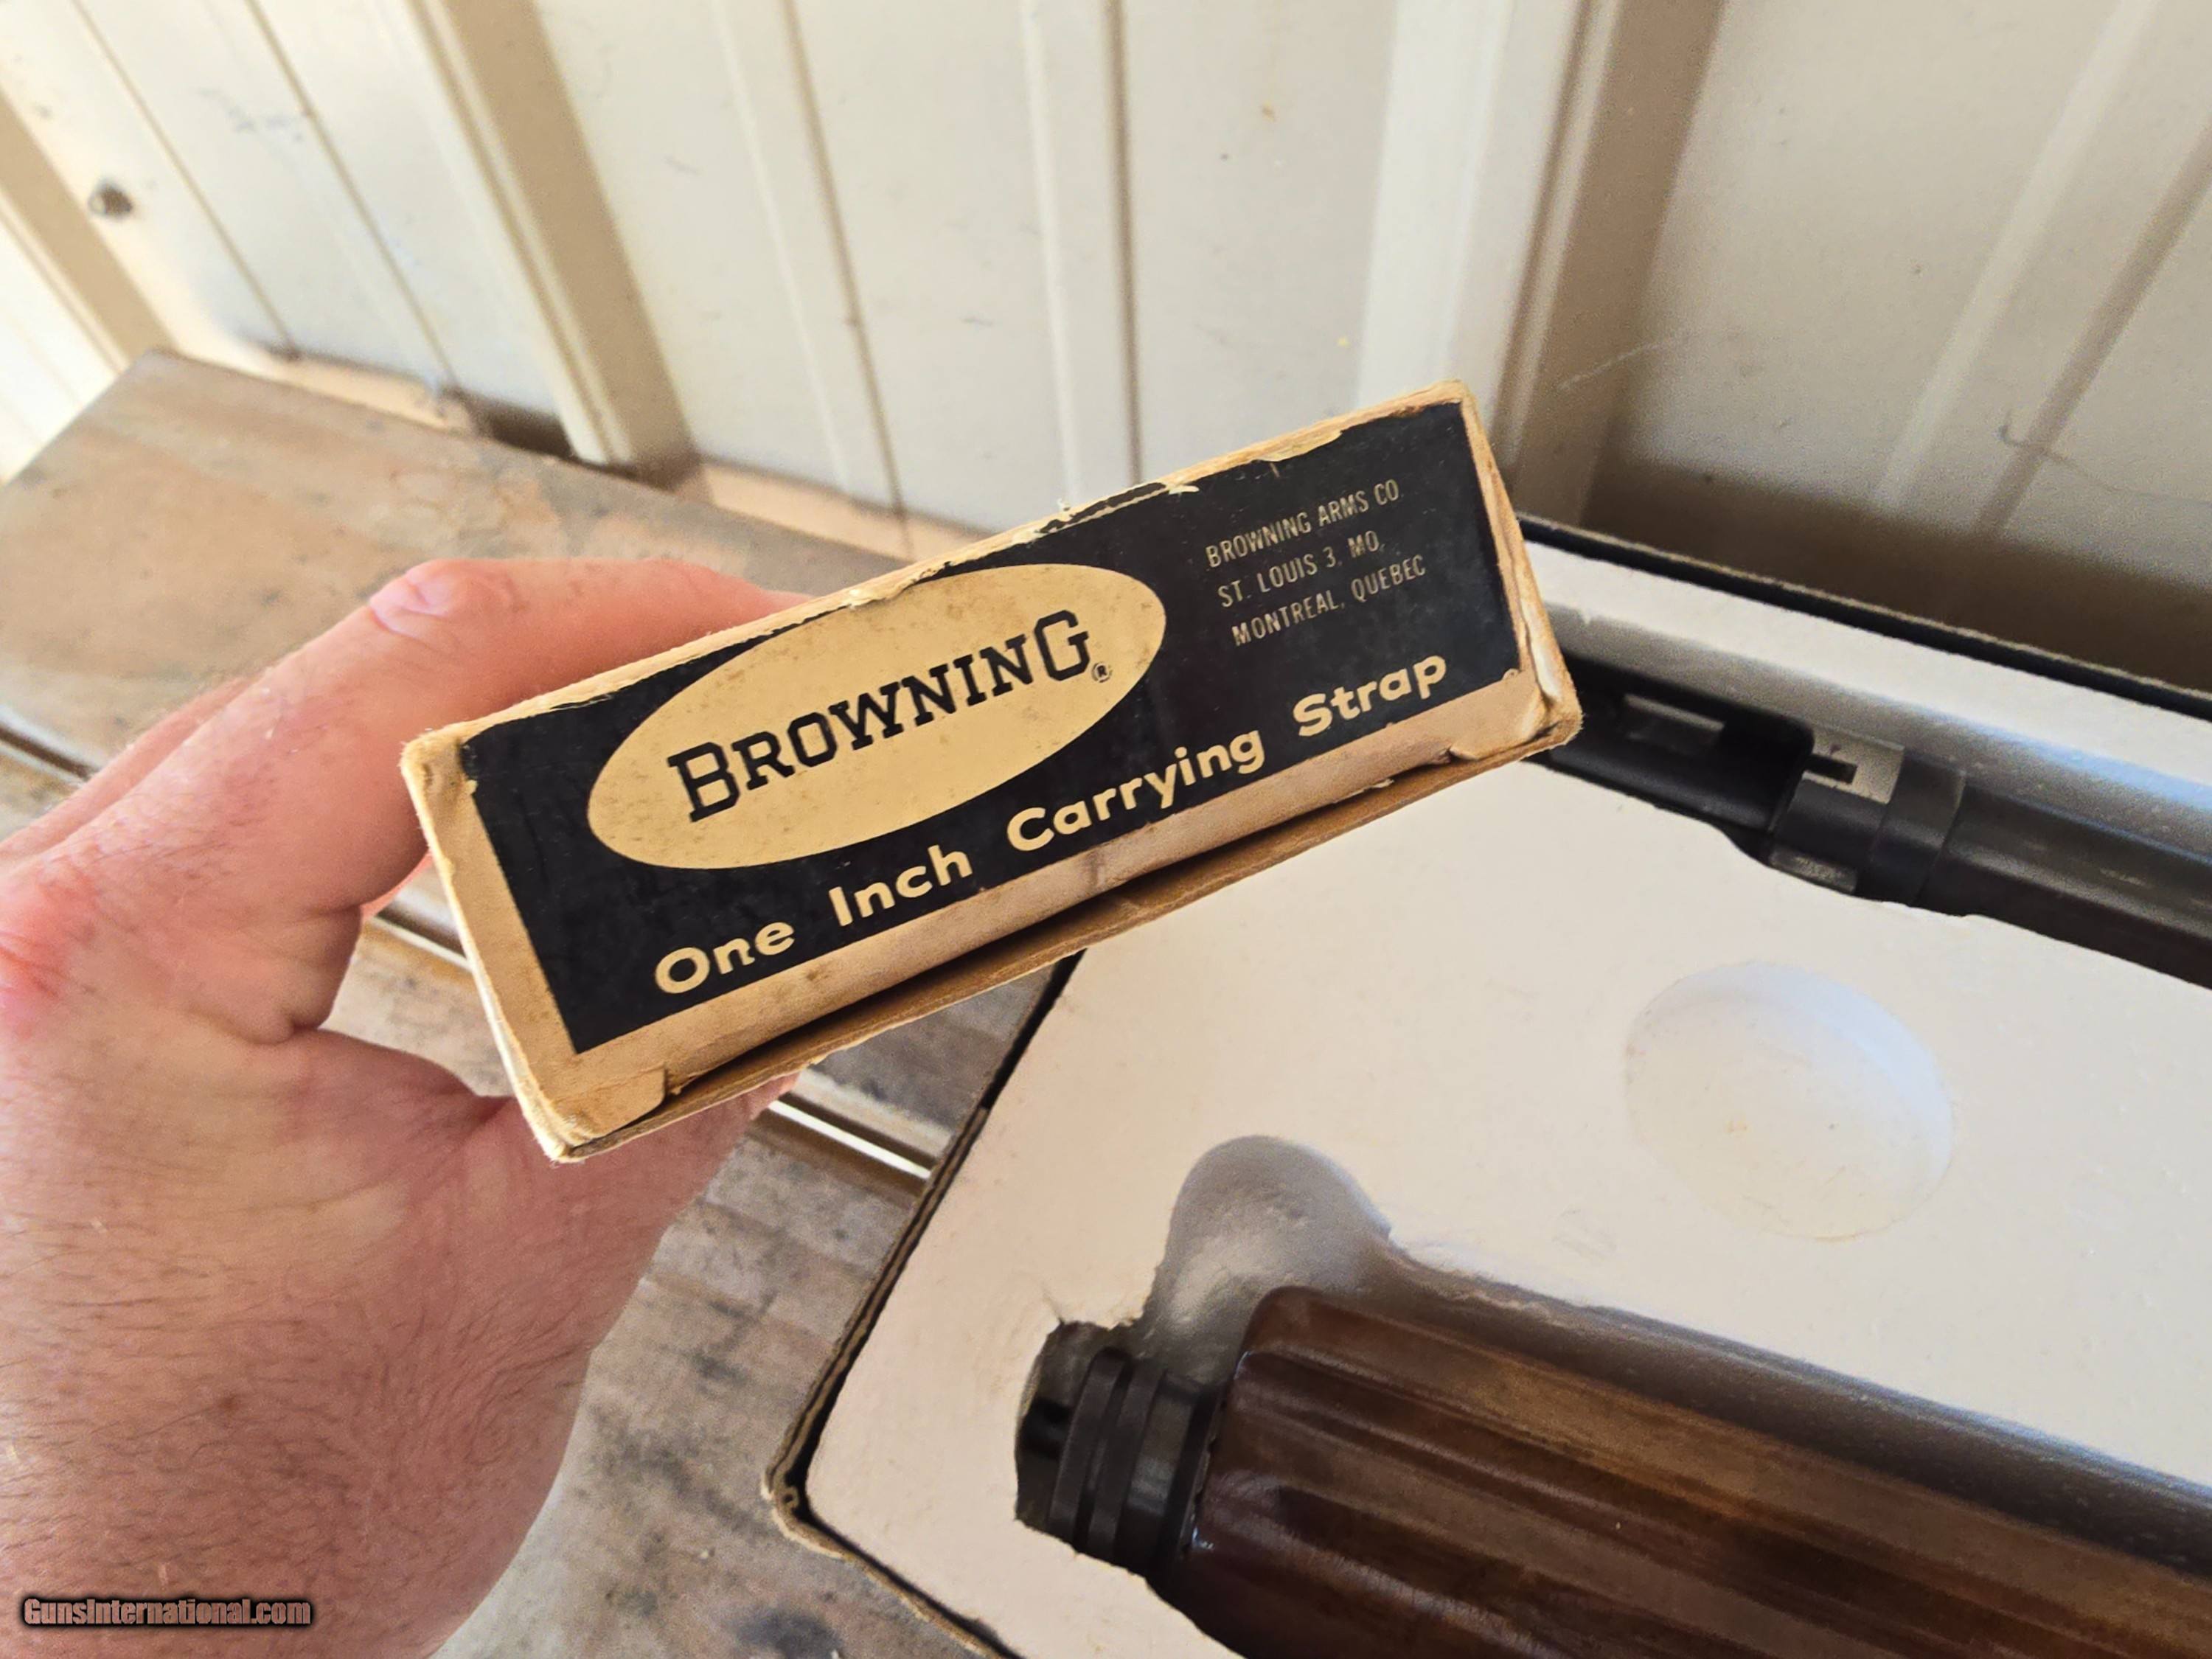 BROWNING®
BROWNING ARMS CO.
ST. LOUIS 3, MO.
MONTREAL, QUEBEC
One Inch Carrying Strap
GunsInternational.com